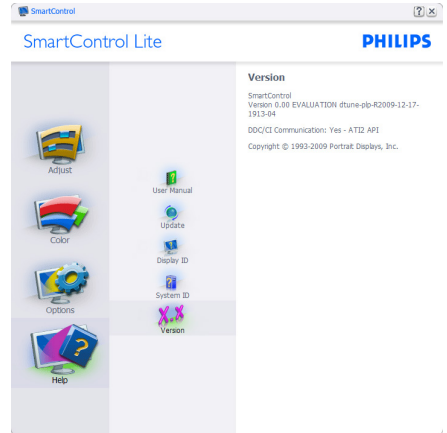 SmartControl
SmartControl Lite
PHILIPS
Adjust
Color
Options
Help
User Manual
Update
Display ID
System ID
Version
Version
SmartControl
Version 0.00 EVALUATION dtune-plp-R2009-12-17-
1913-04
DDC/CI Communication: Yes - ATI2 API
Copyright © 1993-2009 Portrait Displays, Inc.